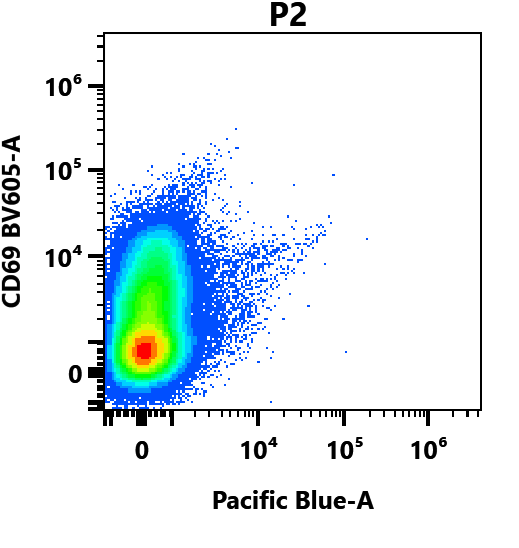 P2
10⁶
10⁵
10⁴
0
CD69 BV605-A
0 10⁴ 10⁵ 10⁶
Pacific Blue-A